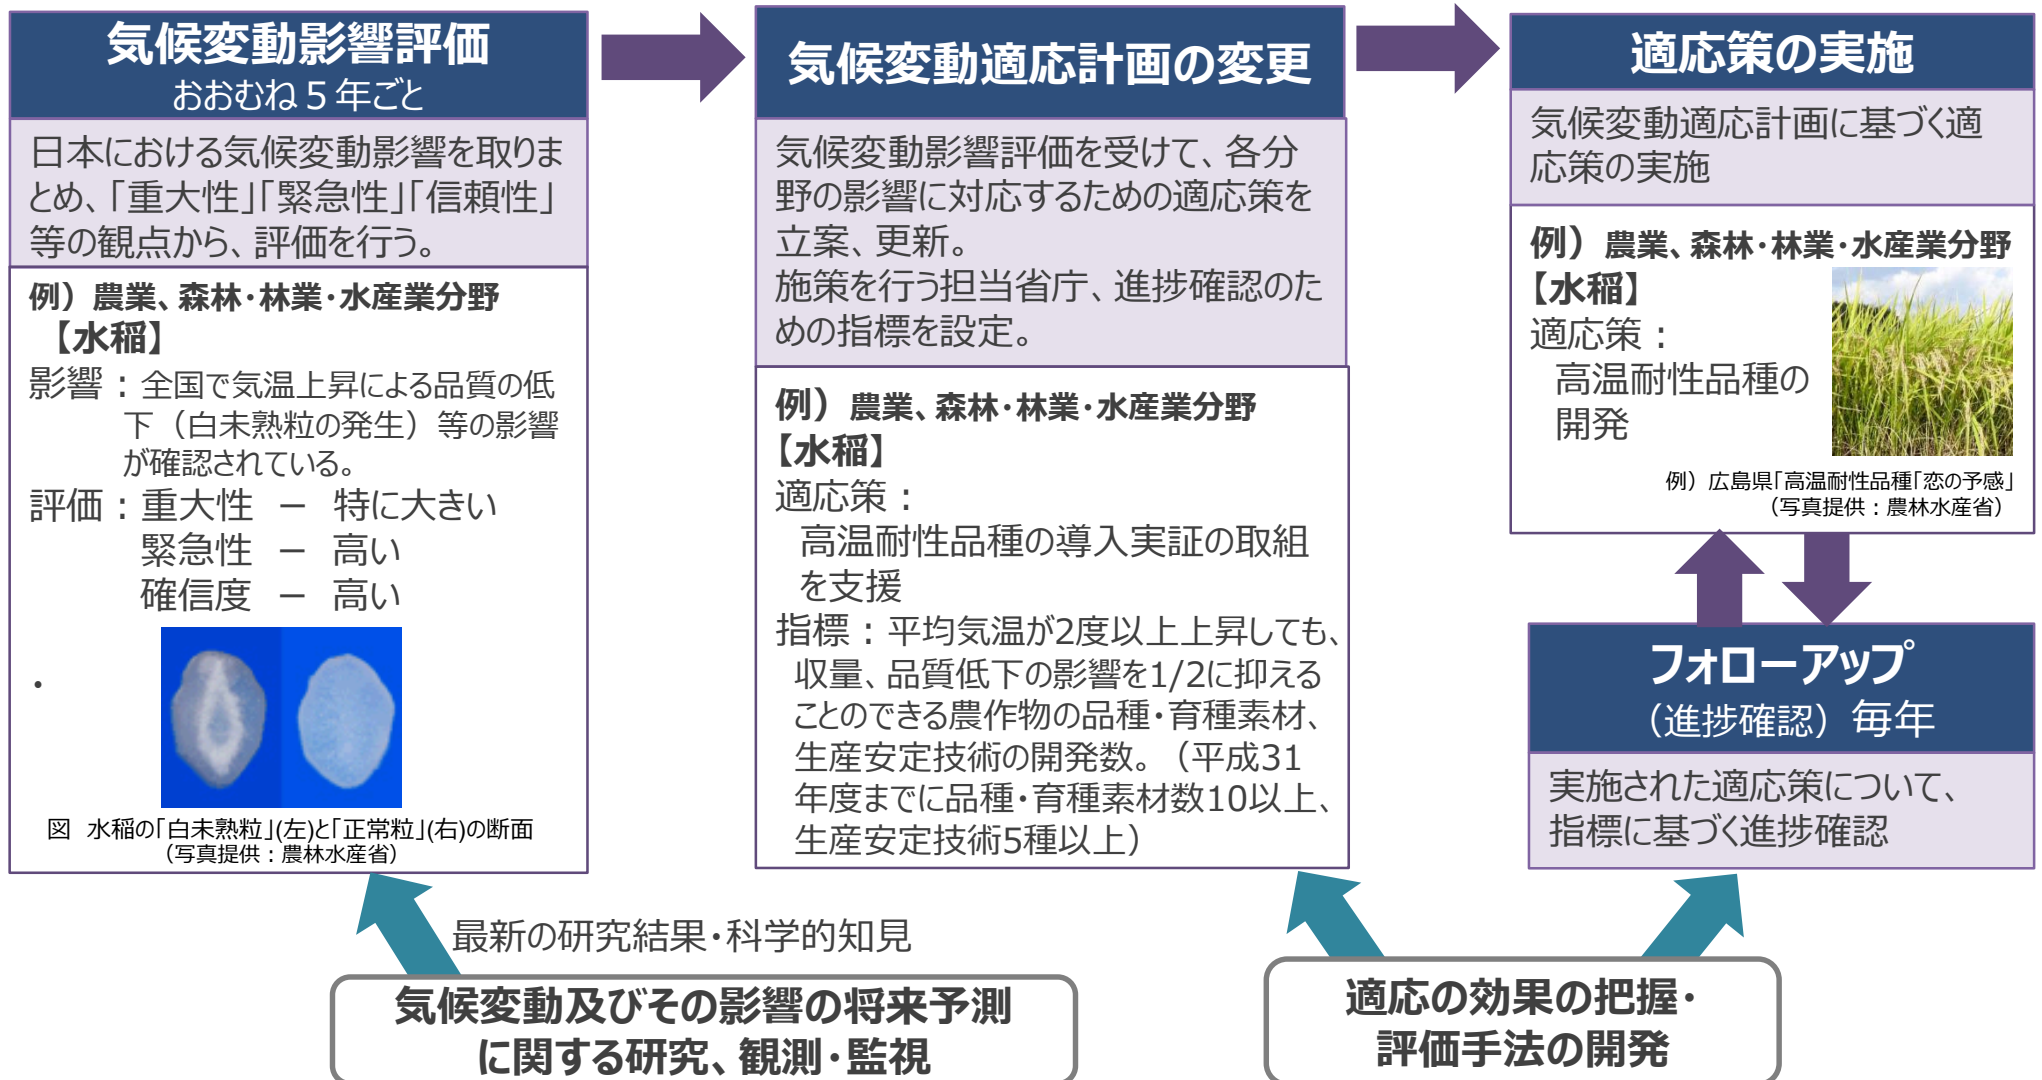 気候変動影響評価
おおむね５年ごと
日本における気候変動影響を取りま
とめ、「重大性」「緊急性」「信頼性」
等の観点から、評価を行う。
例）農業、森林・林業・水産業分野
【水稲】
影響：全国で気温上昇による品質の低
下（白未熟粒の発生）等の影響
が確認されている。
評価：重大性 － 特に大きい
緊急性 － 高い
確信度 － 高い
・
図 水稲の「白未熟粒」(左)と「正常粒」(右)の断面
（写真提供：農林水産省）
気候変動適応計画の変更
気候変動影響評価を受けて、各分
野の影響に対応するための適応策を
立案、更新。
施策を行う担当省庁、進捗確認のた
めの指標を設定。
例）農業、森林・林業・水産業分野
【水稲】
適応策：
高温耐性品種の導入実証の取組
を支援
指標：平均気温が2度以上上昇しても、
収量、品質低下の影響を1/2に抑える
ことのできる農作物の品種・育種素材、
生産安定技術の開発数。（平成31
年度までに品種・育種素材数10以上、
生産安定技術5種以上）
適応策の実施
気候変動適応計画に基づく適
応策の実施
例）農業、森林・林業・水産業分野
【水稲】
適応策：
高温耐性品種の
開発
例）広島県「高温耐性品種「恋の予感」
（写真提供：農林水産省）
フォローアップ
（進捗確認）毎年
実施された適応策について、
指標に基づく進捗確認
最新の研究結果・科学的知見
気候変動及びその影響の将来予測
に関する研究、観測・監視
適応の効果の把握・
評価手法の開発